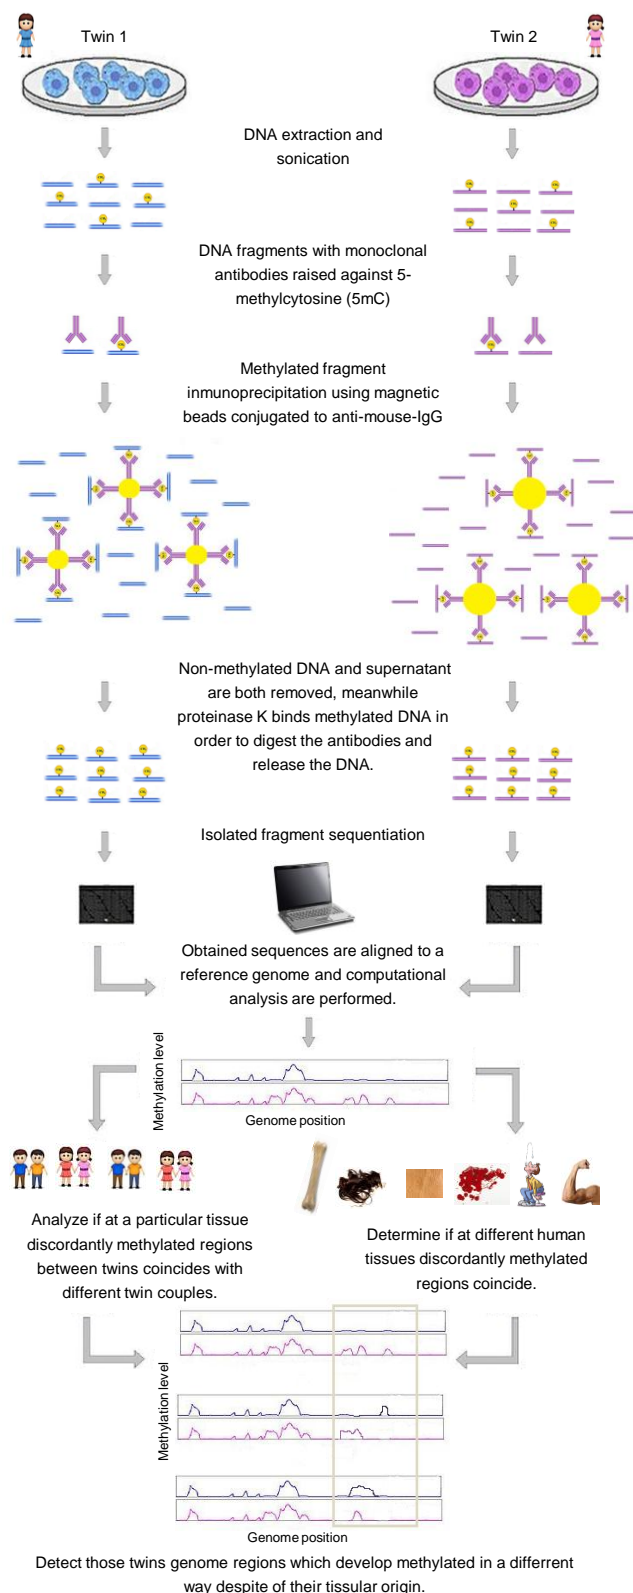 Twin 1
Twin 2
DNA extraction and
sonication
DNA fragments with monoclonal
antibodies raised against 5-
methylcytosine (5mC)
Methylated fragment
inmunoprecipitation using magnetic
beads conjugated to anti-mouse-IgG
Non-methylated DNA and supernatant
are both removed, meanwhile
proteinase K binds methylated DNA in
order to digest the antibodies and
release the DNA.
Isolated fragment sequentiation
Obtained sequences are aligned to a
reference genome and computational
analysis are performed.
Methylation level
Genome position
Analyze if at a particular tissue
discordantly methylated regions
between twins coincides with
different twin couples.
Determine if at different human
tissues discordantly methylated
regions coincide.
Methylation level
Genome position
Detect those twins genome regions which develop methylated in a differrent
way despite of their tissular origin.